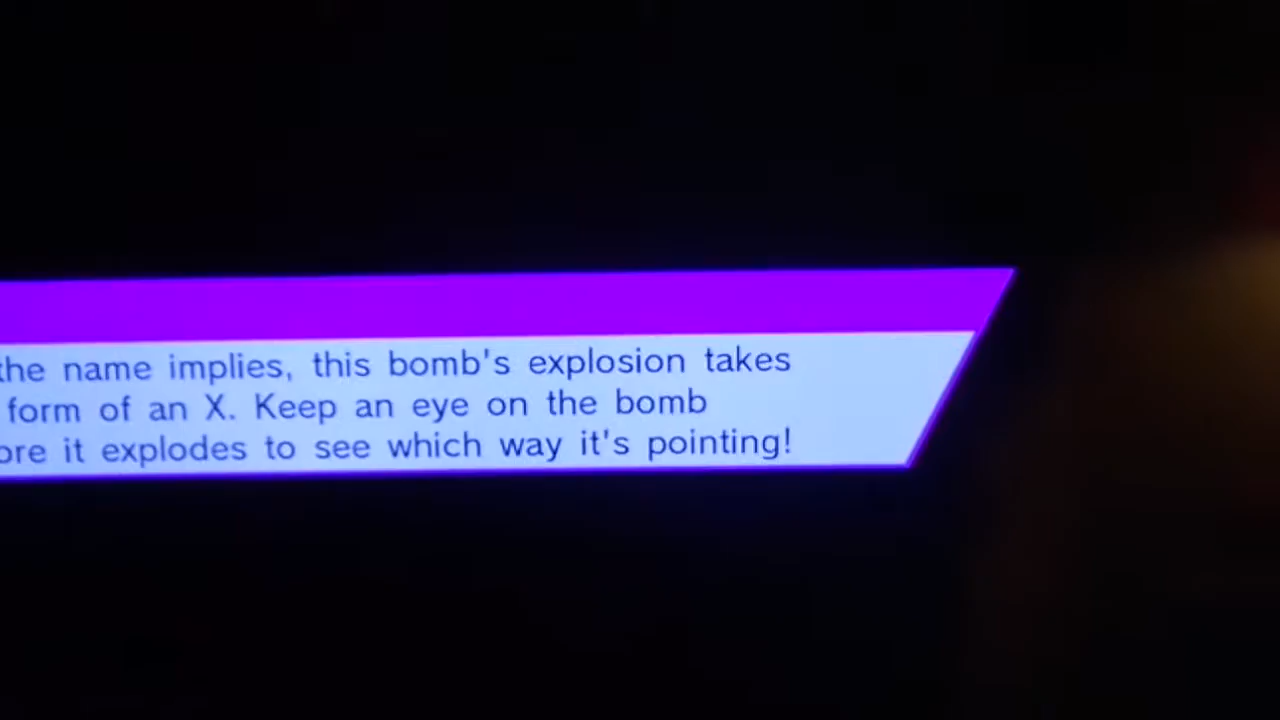 the name implies, this bomb's explosion takes
form of an X. Keep an eye on the bomb
ore it explodes to see which way it's pointing!